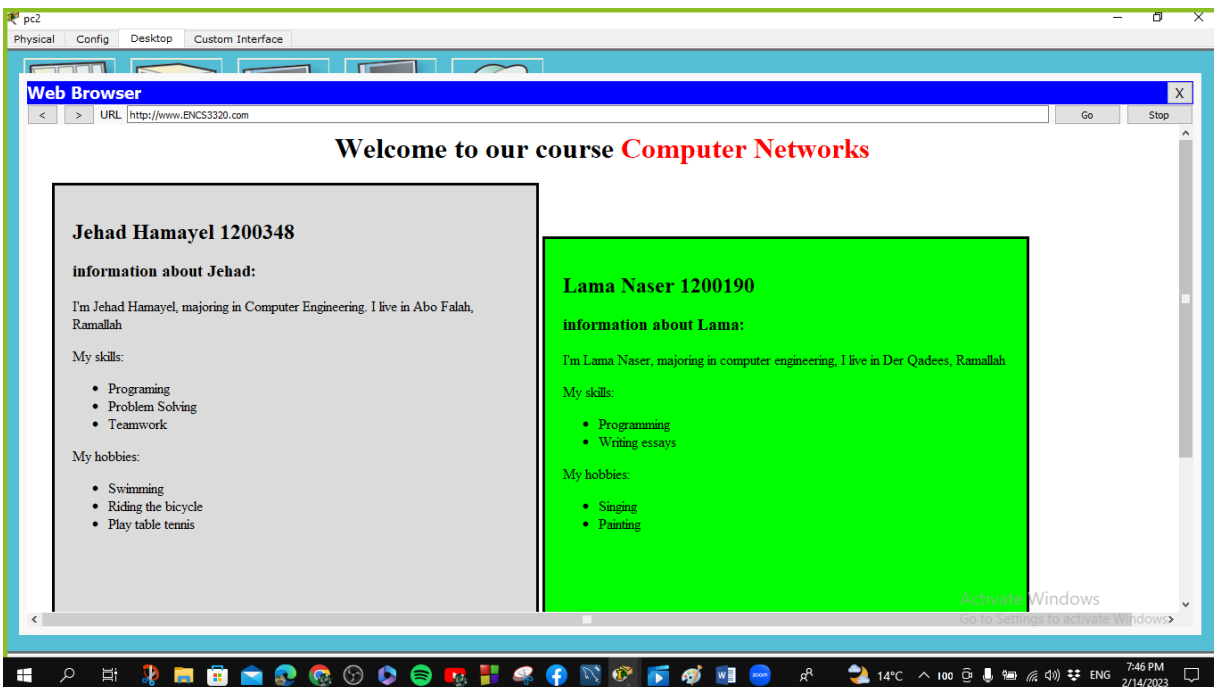 pc2
Physical Config Desktop Custom Interface
Web Browser X
< > URL http://www.ENCS3320.com Go Stop
Welcome to our course Computer Networks
Jehad Hamayel 1200348
information about Jehad:
I'm Jehad Hamayel, majoring in Computer Engineering. I live in Abo Falah,
Ramallah
My skills:
Programing
Problem Solving
Teamwork
My hobbies:
Swimming
Riding the bicycle
Play table tennis
Lama Naser 1200190
information about Lama:
I'm Lama Naser, majoring in computer engineering, I live in Der Qadees, Ramallah
My skills:
Programming
Writing essays
My hobbies:
Singing
Painting
Activate Windows
Go to Settings to activate Windows
zoom
14°C 100 ENG 7:46 PM
2/14/2023